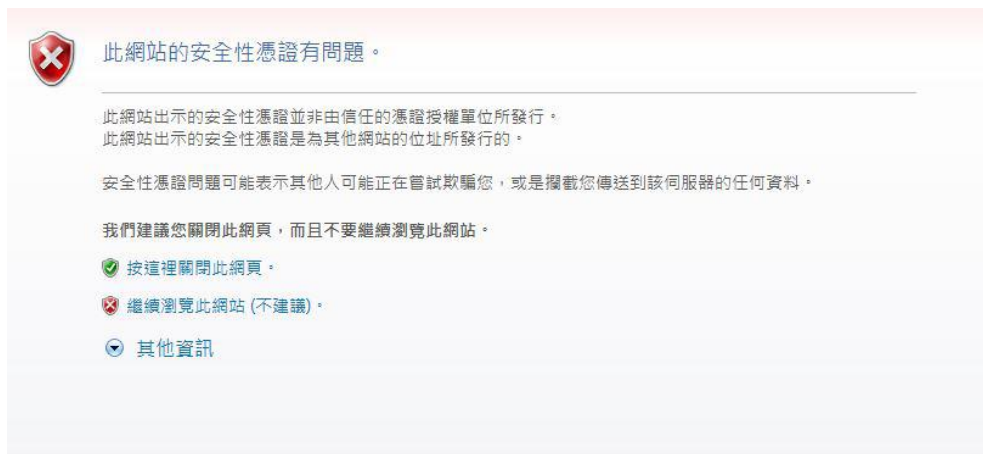 此網站的安全性憑證有問題。
此網站出示的安全性憑證並非由信任的憑證授權單位所發行。
此網站出示的安全性憑證是為其他網站的位址所發行的。
安全性憑證問題可能表示其他人可能正在嘗試欺騙您，或是攔截您傳送到該伺服器的任何資料。
我們建議您關閉此網頁，而且不要繼續瀏覽此網站。
按這裡關閉此網頁。
繼續瀏覽此網站 (不建議)。
其他資訊